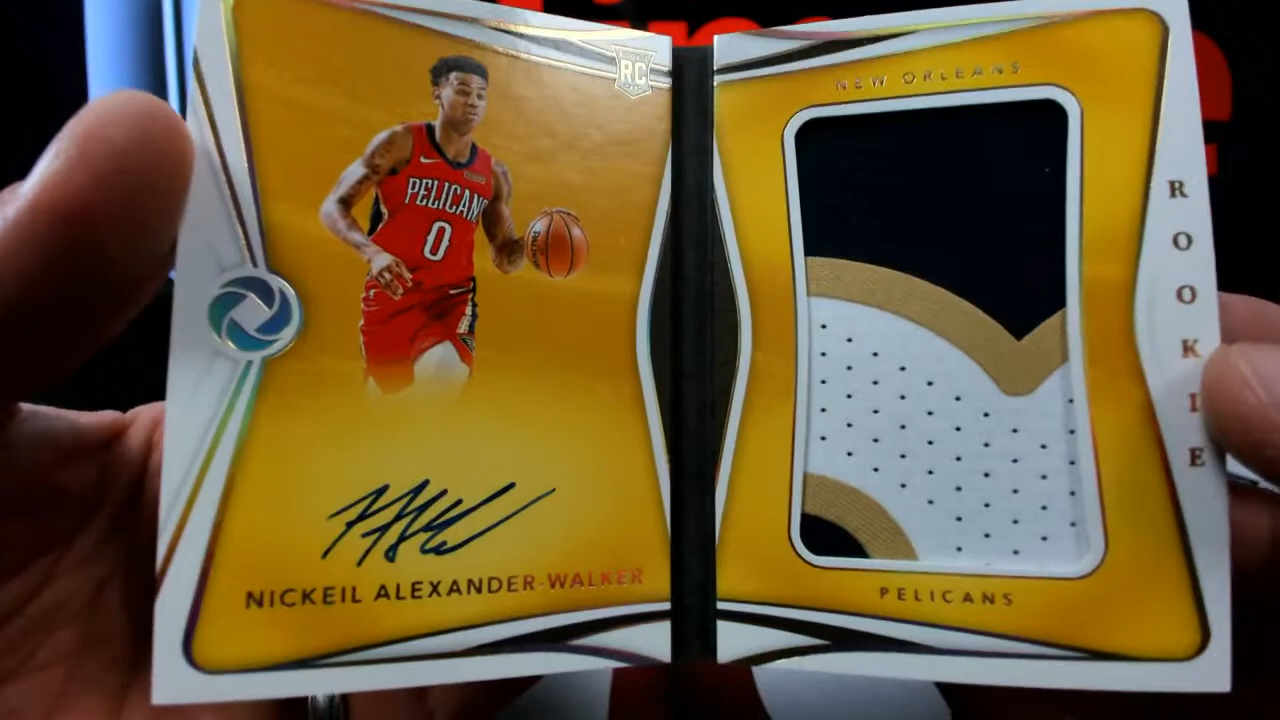 RC
PELICANS
0
NICKEIL ALEXANDER-WALKER
NEW ORLEANS
PELICANS
ROOKIE